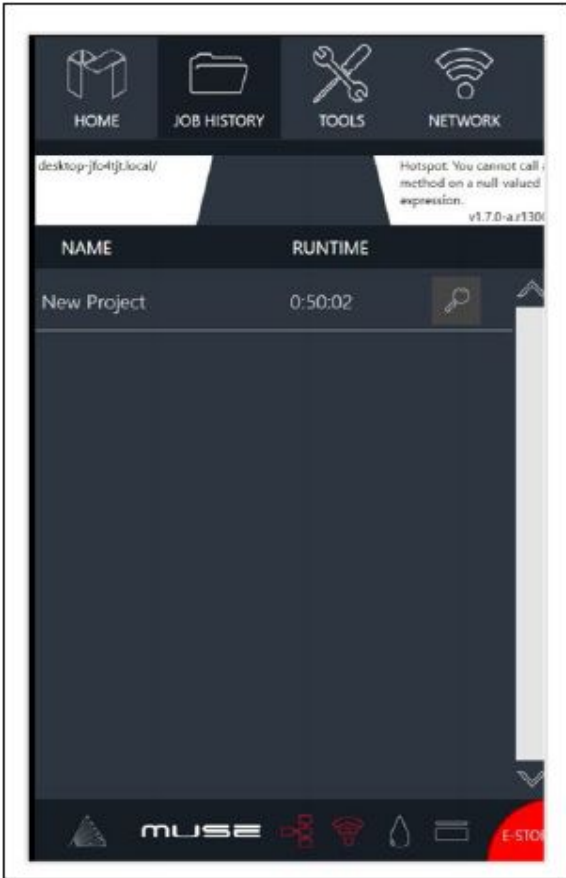 HOME JOB HISTORY TOOLS NETWORK
desktop-jfo4tjt.local/
Hotspot: You cannot call a
method on a null-valued
expression.
v1.7.0-a.r130
NAME RUNTIME
New Project 0:50:02
MUSE E-STO